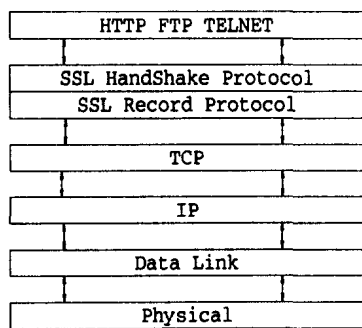 HTTP FTP TELNET
SSL HandShake Protocol
SSL Record Protocol
TCP
IP
Data Link
Physical